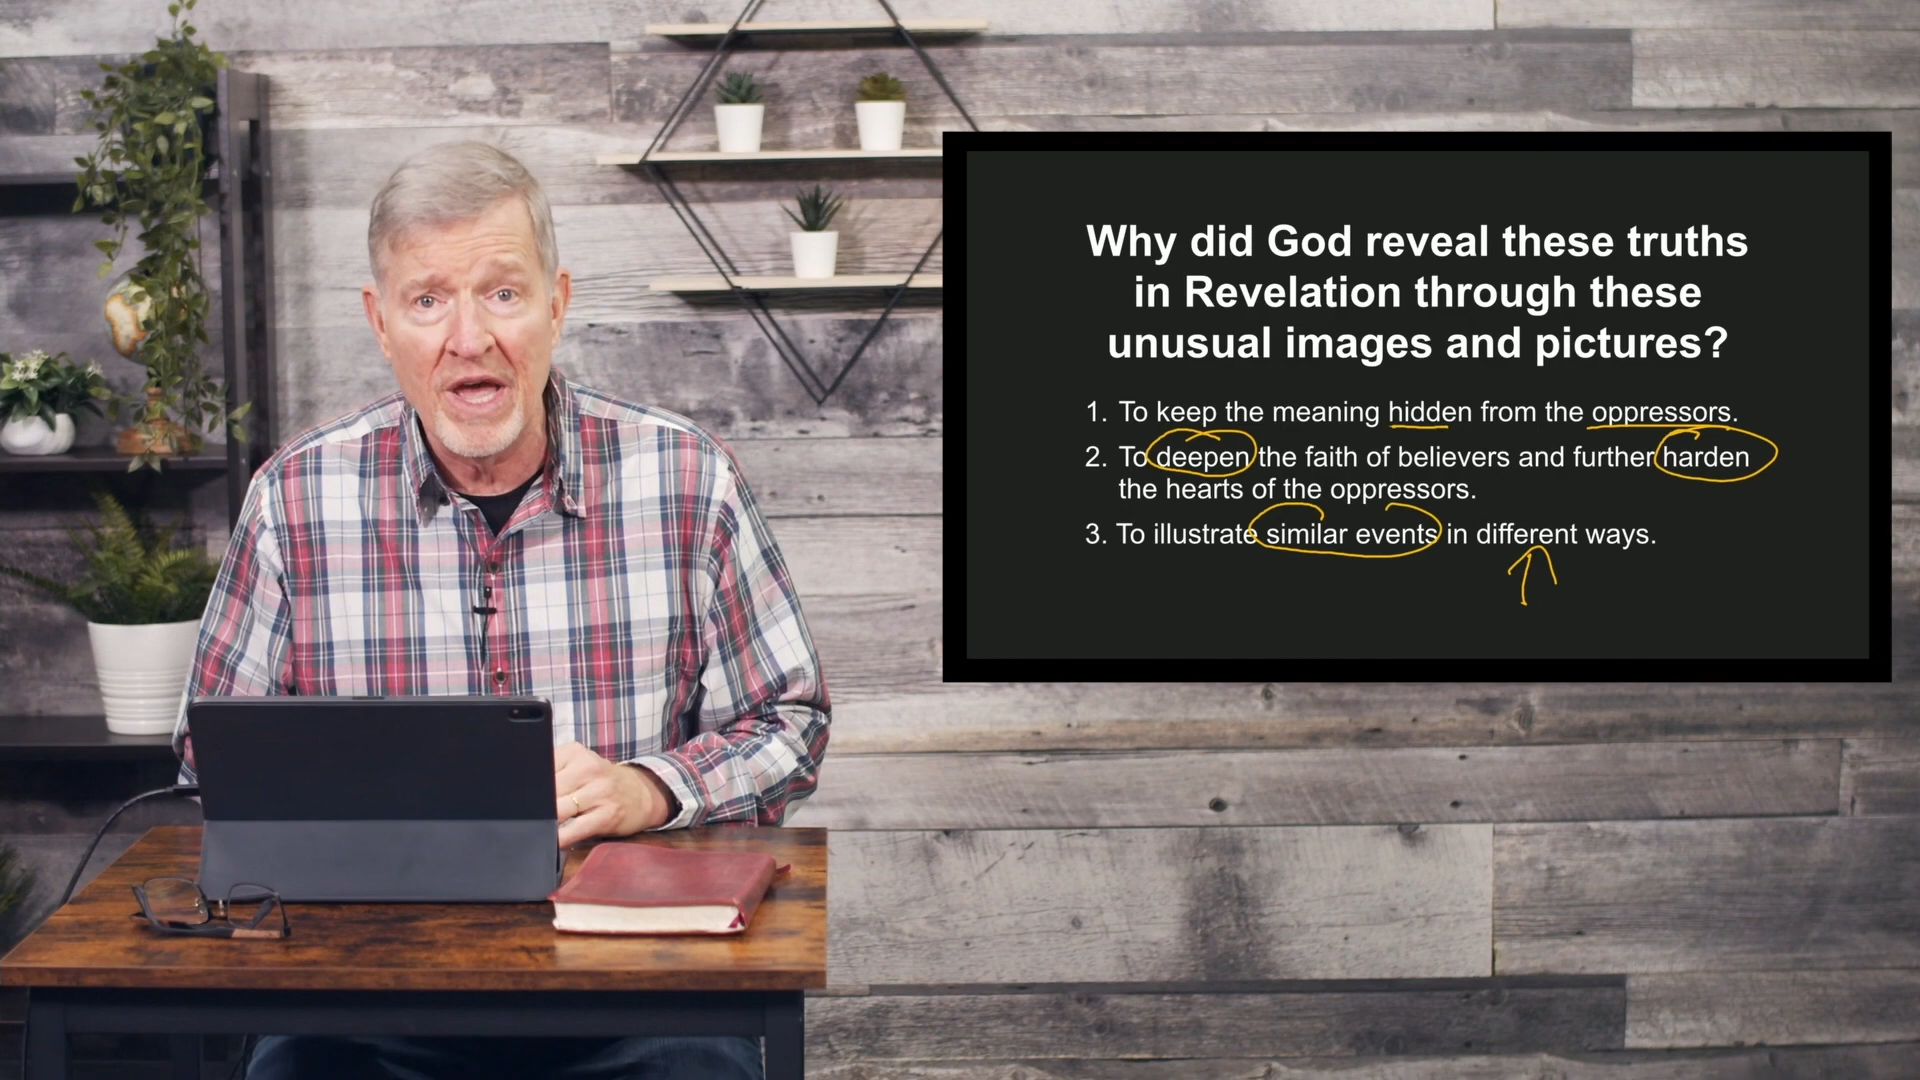 Why did God reveal these truths
in Revelation through these
unusual images and pictures?
1. To keep the meaning hidden from the oppressors.
2. To deepen the faith of believers and further harden
the hearts of the oppressors.
3. To illustrate similar events in different ways.